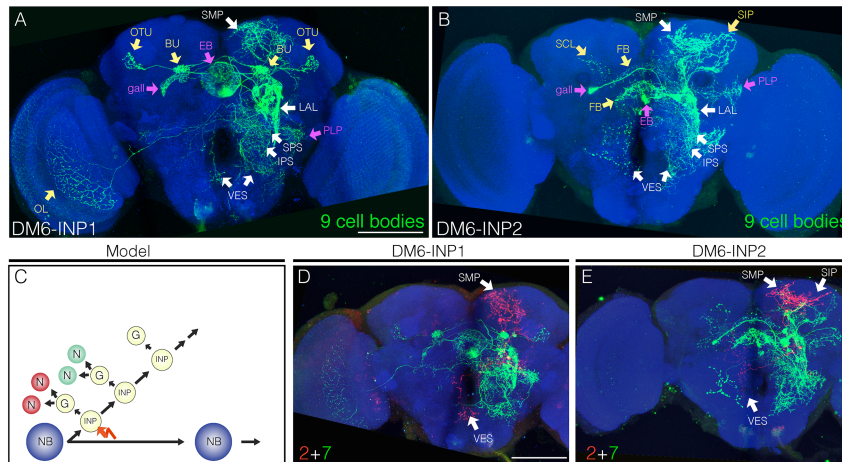 A
OTU
BU
EB
SMP
BU
OTU
gall
LAL
PLP
SPS
IPS
VES
OL
DM6-INP1
9 cell bodies
B
SMP
SIP
SCL
FB
gall
PLP
FB
LAL
EB
SPS
IPS
VES
DM6-INP2
9 cell bodies
Model
DM6-INP1
DM6-INP2
C
G
INP
N
N
G
INP
N
N
G
INP
NB
NB
D
SMP
VES
2+7
E
SMP
SIP
VES
2+7